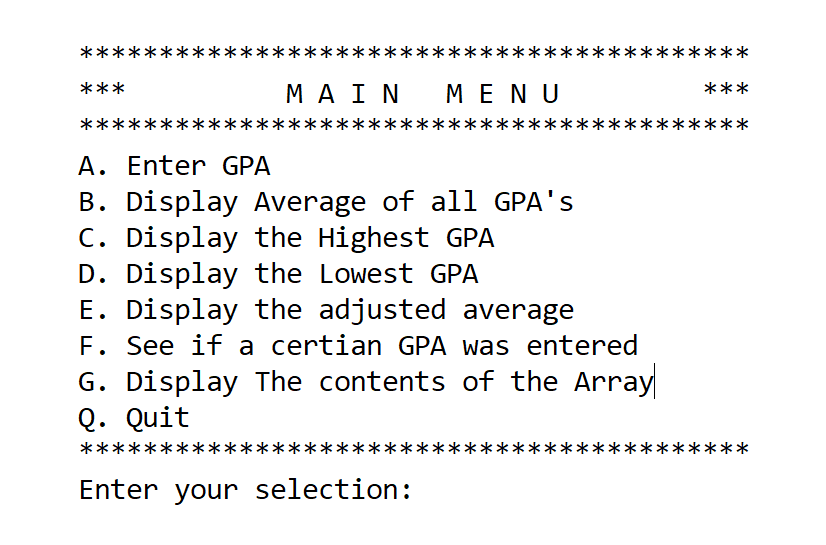 ******************************************
***          M A I N   M E N U         ***
******************************************
A. Enter GPA
B. Display Average of all GPA's
C. Display the Highest GPA
D. Display the Lowest GPA
E. Display the adjusted average
F. See if a certian GPA was entered
G. Display The contents of the Array
Q. Quit
******************************************
Enter your selection: